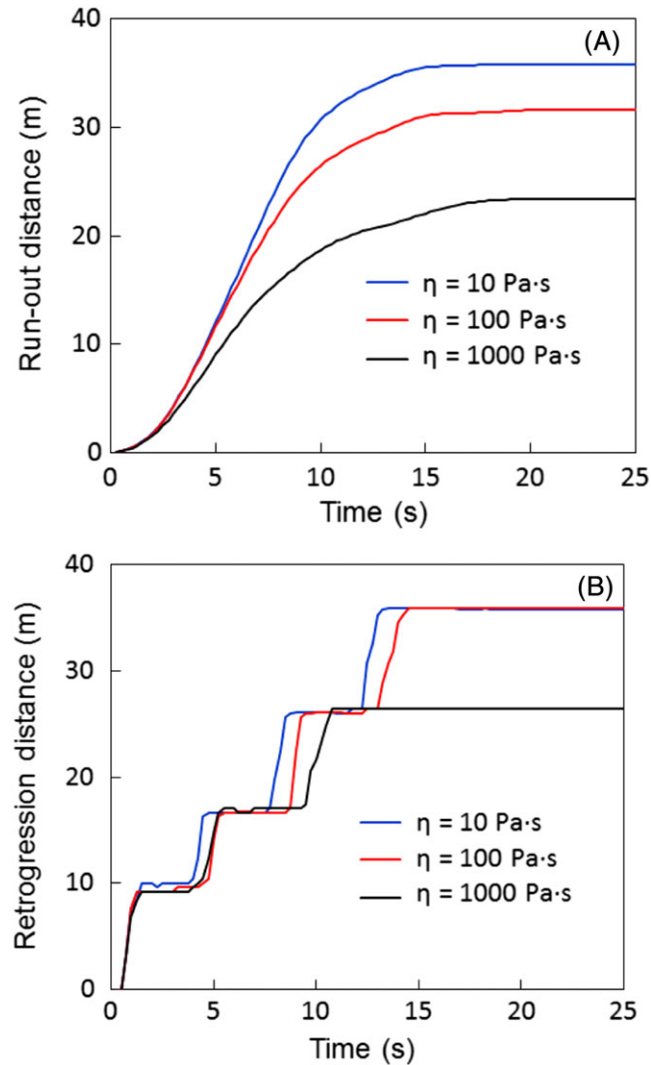 (A)
Run-out distance (m)
40
30
20
10
0
η = 10 Pa·s
η = 100 Pa·s
η = 1000 Pa·s
0 5 10 15 20 25
Time (s)
(B)
Retrogression distance (m)
40
30
20
10
0
η = 10 Pa·s
η = 100 Pa·s
η = 1000 Pa·s
0 5 10 15 20 25
Time (s)